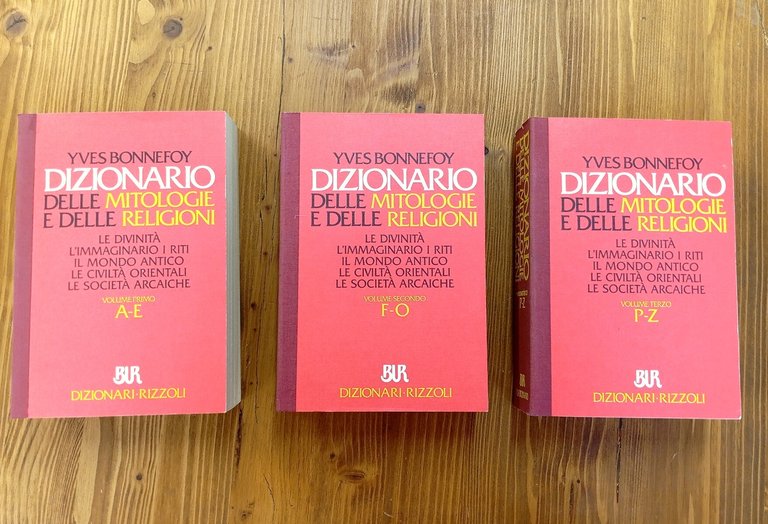 YVES BONNEFOY
DIZIONARIO
DELLE MITOLOGIE
E DELLE RELIGIONI
LE DIVINITÀ
L'IMMAGINARIO I RITI
IL MONDO ANTICO
LE CIVILTÀ ORIENTALI
LE SOCIETÀ ARCAICHE
VOLUME PRIMO
A-E
BUR
DIZIONARI·RIZZOLI
YVES BONNEFOY
DIZIONARIO
DELLE MITOLOGIE
E DELLE RELIGIONI
LE DIVINITÀ
L'IMMAGINARIO I RITI
IL MONDO ANTICO
LE CIVILTÀ ORIENTALI
LE SOCIETÀ ARCAICHE
VOLUME SECONDO
F-O
BUR
DIZIONARI·RIZZOLI
DIZIONARIO
P-Z
YVES BONNEFOY
DIZIONARIO
DELLE MITOLOGIE
E DELLE RELIGIONI
LE DIVINITÀ
L'IMMAGINARIO I RITI
IL MONDO ANTICO
LE CIVILTÀ ORIENTALI
LE SOCIETÀ ARCAICHE
VOLUME TERZO
P-Z
BUR
DIZIONARI·RIZZOLI